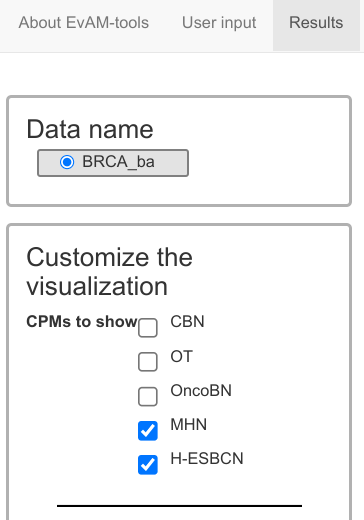 About EvAM-tools User input Results
Data name
BRCA_ba
Customize the
visualization
CPMs to show
CBN
OT
OncoBN
MHN
H-ESBCN